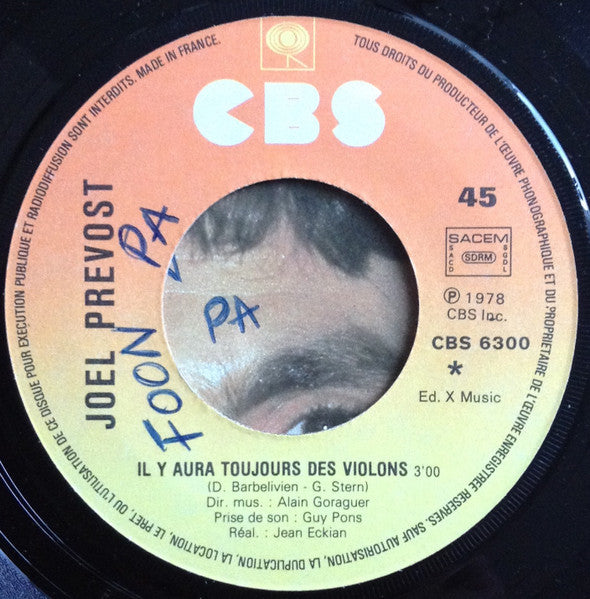 TOUS DROITS DU PRODUCTEUR DE L'ŒUVRE PHONOGRAPHIQUE ET DU PROPRIETAIRE DE L'ŒUVRE ENREGISTREE RESERVES. SAUF AUTORISATION, LA DUPLICATION, LA LOCATION, LE PRET, OU L'UTILISATION DE CE DISQUE POUR EXECUTION PUBLIQUE ET RADIODIFFUSION SONT INTERDITS. MADE IN FRANCE.
CBS
JOEL PREVOST
FOON PA
PA
45
SACEM
SACD
SDRM
SGDL
℗ 1978
CBS Inc.
CBS 6300
*
Ed. X Music
IL Y AURA TOUJOURS DES VIOLONS 3'00
(D. Barbelivien - G. Stern)
Dir. mus. : Alain Goraguer
Prise de son : Guy Pons
Réal. : Jean Eckian